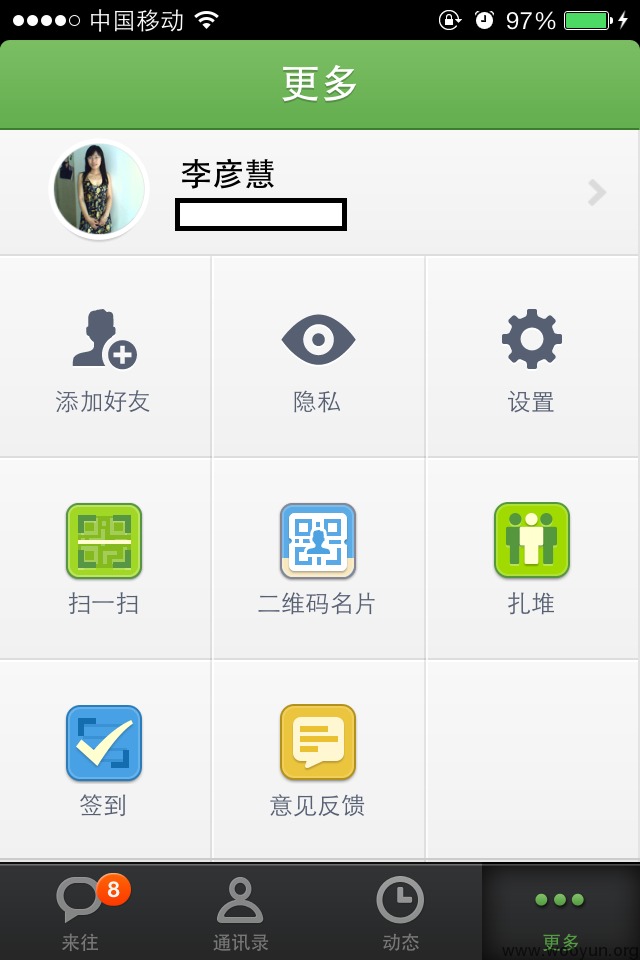 中国移动 97%
更多
李彦慧
添加好友 隐私 设置
扫一扫 二维码名片 扎堆
签到 意见反馈
8
来往 通讯录 动态 更多
www.wooyun.org